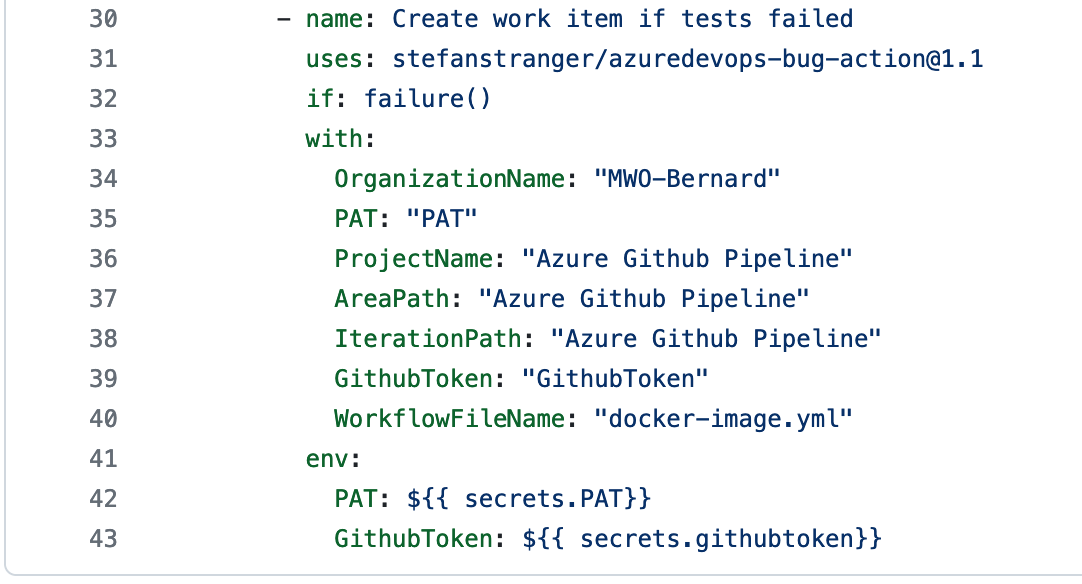 30 - name: Create work item if tests failed
31 uses: stefanstranger/azuredevops-bug-action@1.1
32 if: failure()
33 with:
34 OrganizationName: "MWO-Bernard"
35 PAT: "PAT"
36 ProjectName: "Azure Github Pipeline"
37 AreaPath: "Azure Github Pipeline"
38 IterationPath: "Azure Github Pipeline"
39 GithubToken: "GithubToken"
40 WorkflowFileName: "docker-image.yml"
41 env:
42 PAT: ${{ secrets.PAT}}
43 GithubToken: ${{ secrets.githubtoken}}